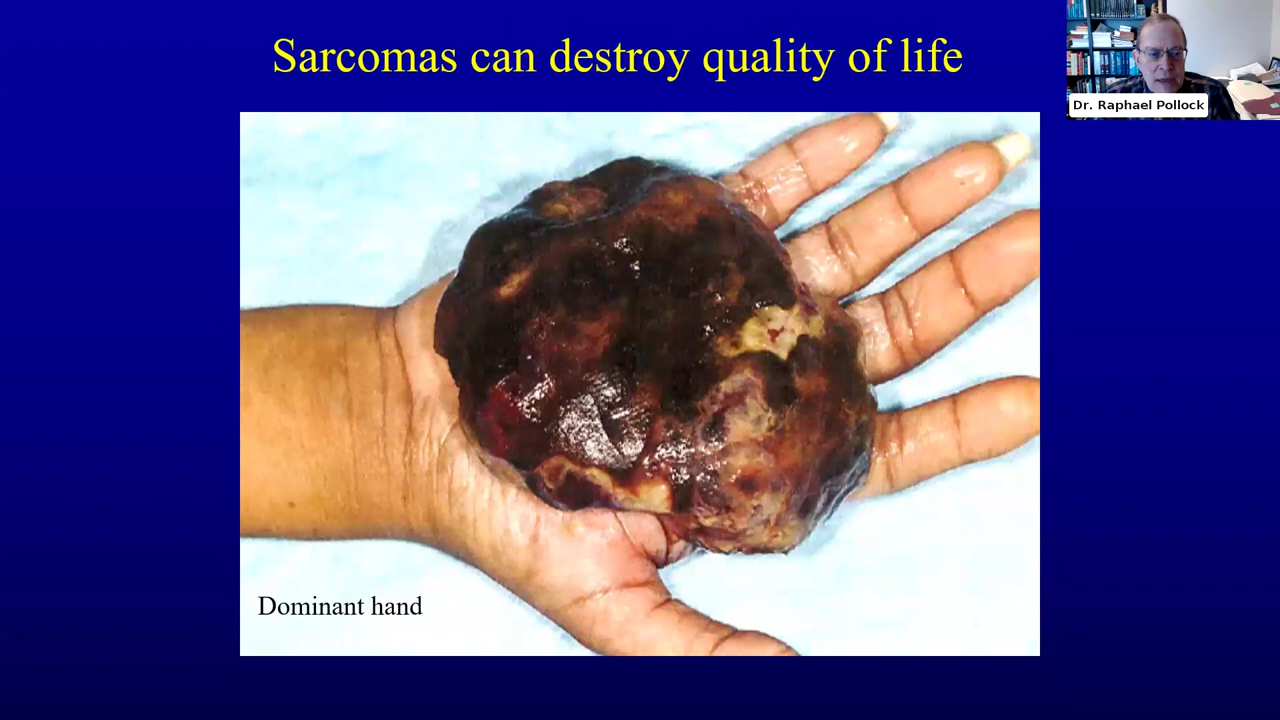 Sarcomas can destroy quality of life
Dr. Raphael Pollock
Dominant hand